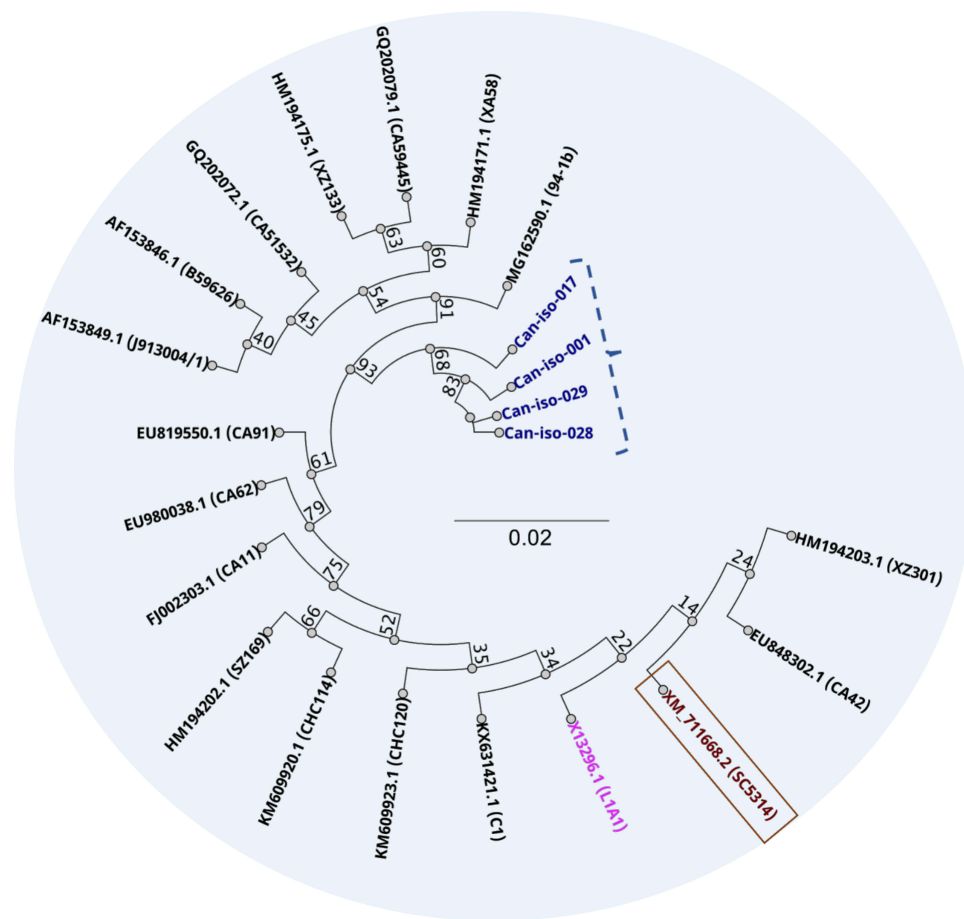 GQ202079.1 (CA59445)
HM194175.1 (XZ133)
HM194171.1 (XA58)
GQ202072.1 (CA51532)
MG162590.1 (94-1b)
AF153846.1 (B59626)
AF153849.1 (J913004/1)
63
60
54
91
45
40
Can-iso-017
Can-iso-001
Can-iso-029
Can-iso-028
93
68
83
EU819550.1 (CA91)
61
EU980038.1 (CA62)
79
FJ002303.1 (CA11)
75
0.02
HM194203.1 (XZ301)
24
EU848302.1 (CA42)
14
22
34
35
52
66
HM194202.1 (SZ169)
KM609920.1 (CHC114)
KM609923.1 (CHC120)
KX631421.1 (C1)
X13296.1 (L1A1)
XM_711668.2 (SC5314)